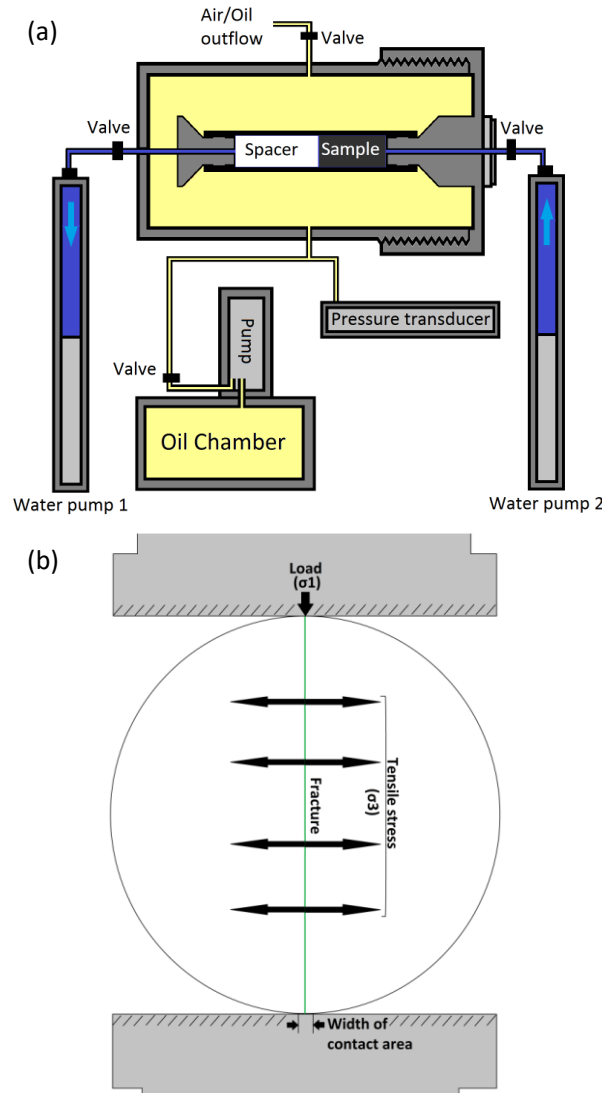 (a)
Air/Oil
outflow
Valve
Valve
Valve
Spacer
Sample
Pump
Pressure transducer
Valve
Oil Chamber
Water pump 1
Water pump 2
(b)
Load
(σ1)
Fracture
Tensile stress
(σ3)
Width of
contact area